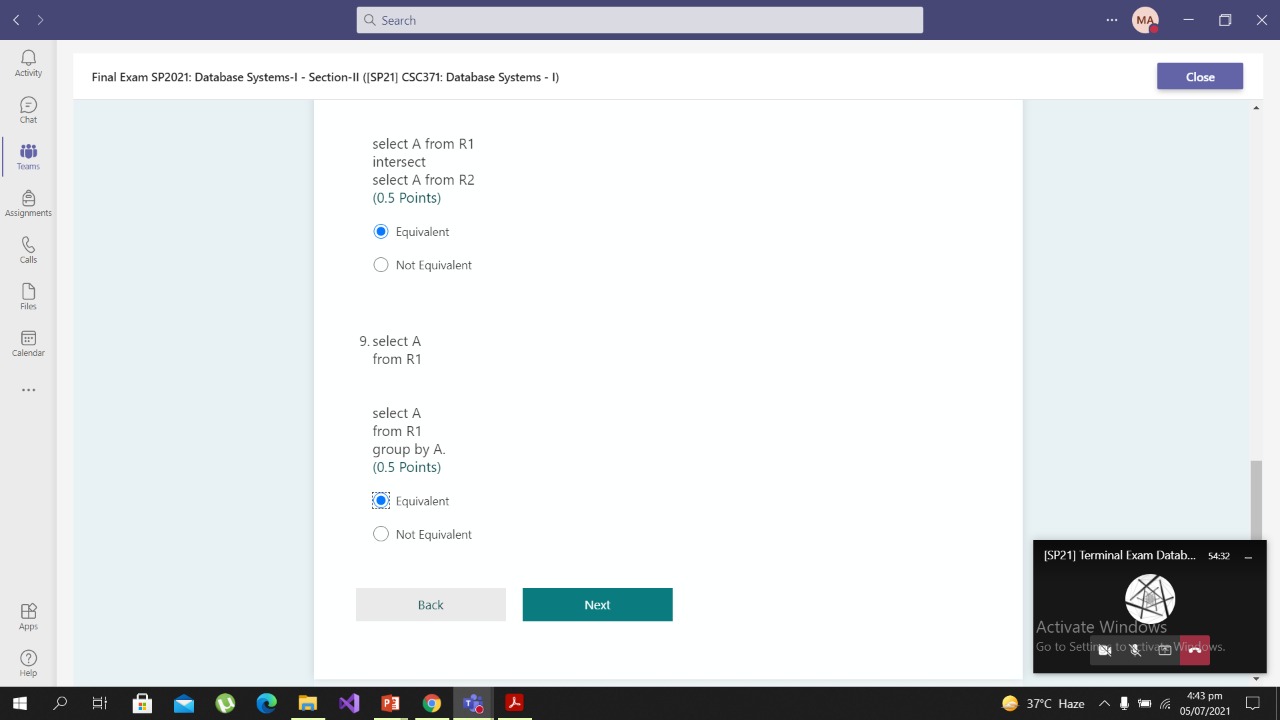 Search
MA
Activity
Chat
Teams
Assignments
Calls
Files
Calendar
Apps
Help
Final Exam SP2021: Database Systems-I - Section-II ([SP21] CSC371: Database Systems - I)
Close
select A from R1
intersect
select A from R2
(0.5 Points)
Equivalent
Not Equivalent
9. select A
from R1
select A
from R1
group by A.
(0.5 Points)
Equivalent
Not Equivalent
Back
Next
[SP21] Terminal Exam Datab...
54:32
Activate Windows
Go to Settings to activate Windows.
37°C Haze
4:43 pm
05/07/2021